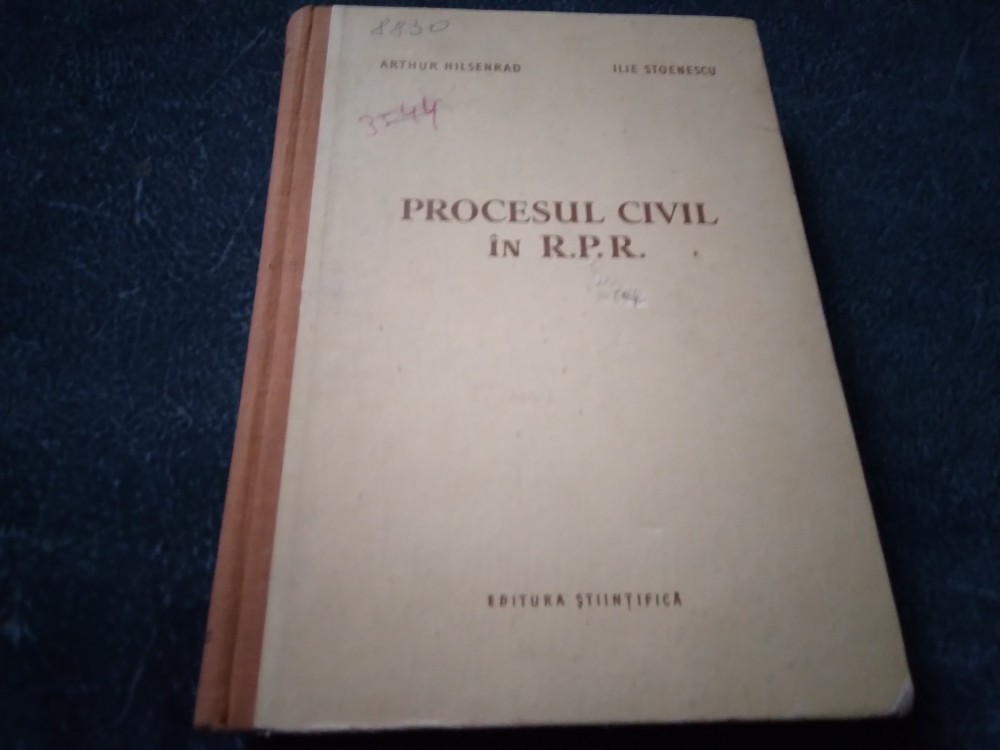 8830
ARTHUR HILSENRAD ILIE STOENESCU
3544
PROCESUL CIVIL
ÎN R.P.R.
EDITURA ŞTIINŢIFICĂ